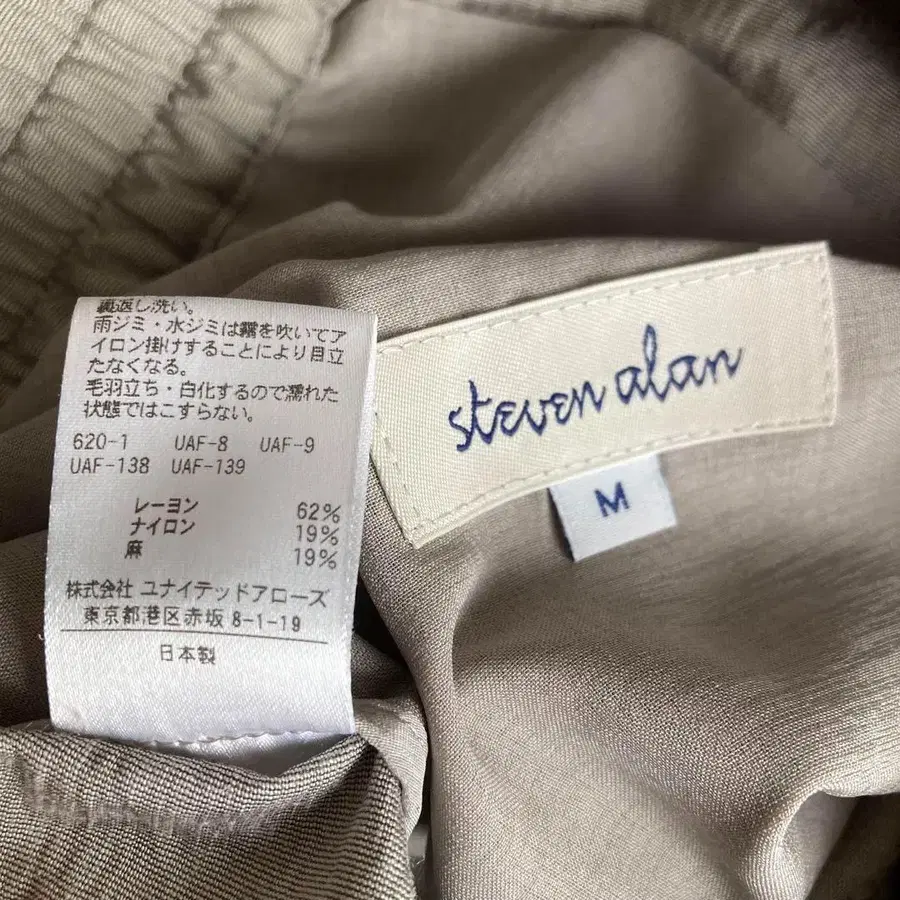 裏返し洗い。
雨ジミ・水ジミは霧を吹いてア
イロン掛けすることにより目立
たなくなる。
毛羽立ち・白化するので濡れた
状態ではこすらない。
620-1 UAF-8 UAF-9
UAF-138 UAF-139
レーヨン 62%
ナイロン 19%
麻 19%
株式会社 ユナイテッドアローズ
東京都港区赤坂 8-1-19
日本製
steven alan
M